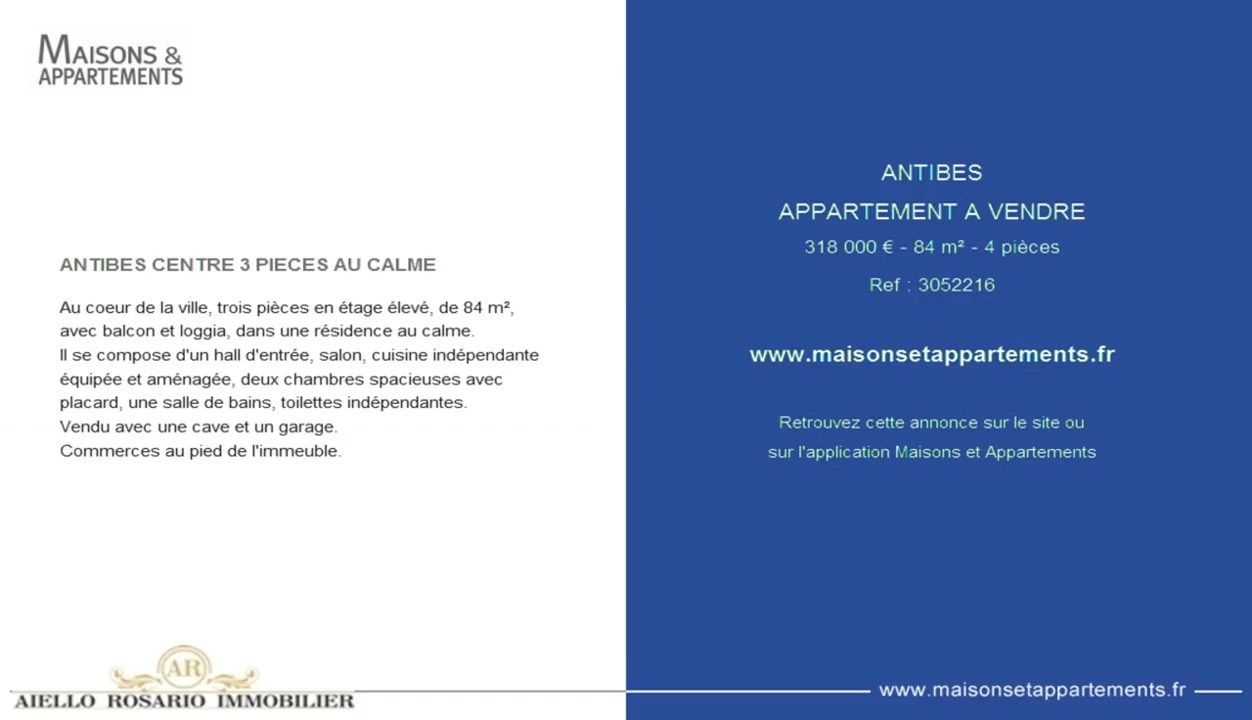 MAISONS &
APPARTEMENTS
ANTIBES CENTRE 3 PIECES AU CALME
Au coeur de la ville, trois pièces en étage élevé, de 84 m²,
avec balcon et loggia, dans une résidence au calme.
Il se compose d'un hall d'entrée, salon, cuisine indépendante
équipée et aménagée, deux chambres spacieuses avec
placard, une salle de bains, toilettes indépendantes.
Vendu avec une cave et un garage.
Commerces au pied de l'immeuble.
AR
AIELLO ROSARIO IMMOBILIER
ANTIBES
APPARTEMENT A VENDRE
318 000 € - 84 m² - 4 pièces
Ref : 3052216
www.maisonsetappartements.fr
Retrouvez cette annonce sur le site ou
sur l'application Maisons et Appartements
www.maisonsetappartements.fr